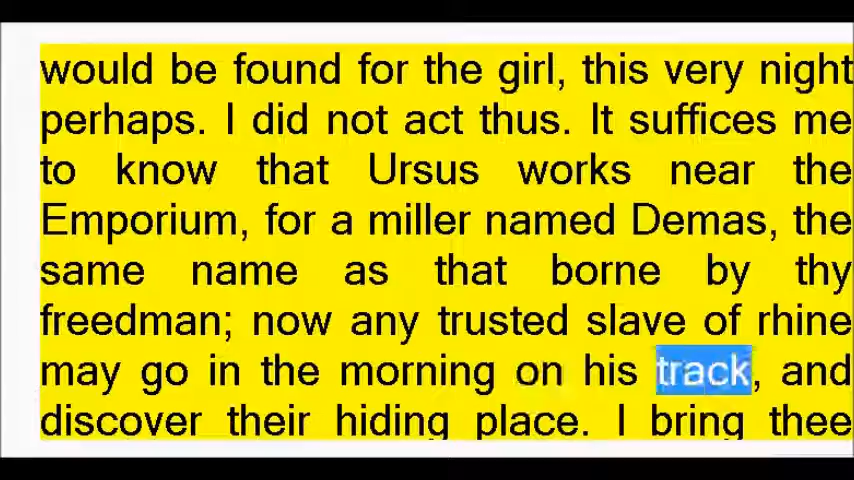 would be found for the girl, this very night
perhaps. I did not act thus. It suffices me
to know that Ursus works near the
Emporium, for a miller named Demas, the
same name as that borne by thy
freedman; now any trusted slave of rhine
may go in the morning on his track, and
discover their hiding place. I bring thee